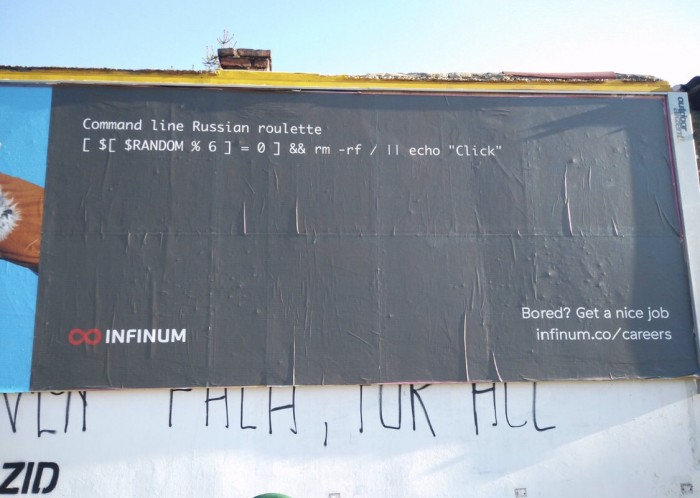 Command line Russian roulette
[ $[ $RANDOM % 6 ] = 0 ] && rm -rf / || echo "Click"
INFINUM
Bored? Get a nice job
infinum.co/careers
ZID